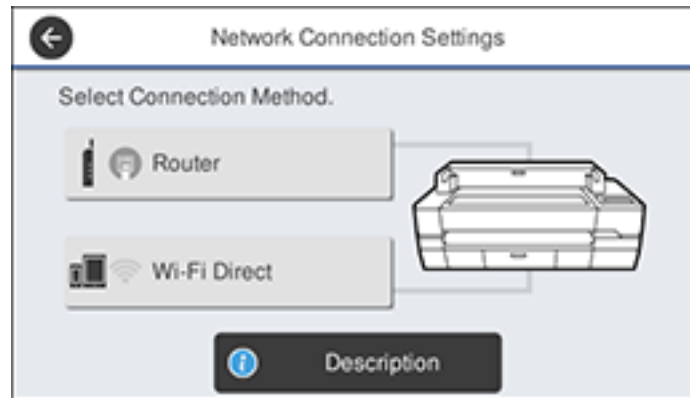 Network Connection Settings
Select Connection Method.
Router
Wi-Fi Direct
Description